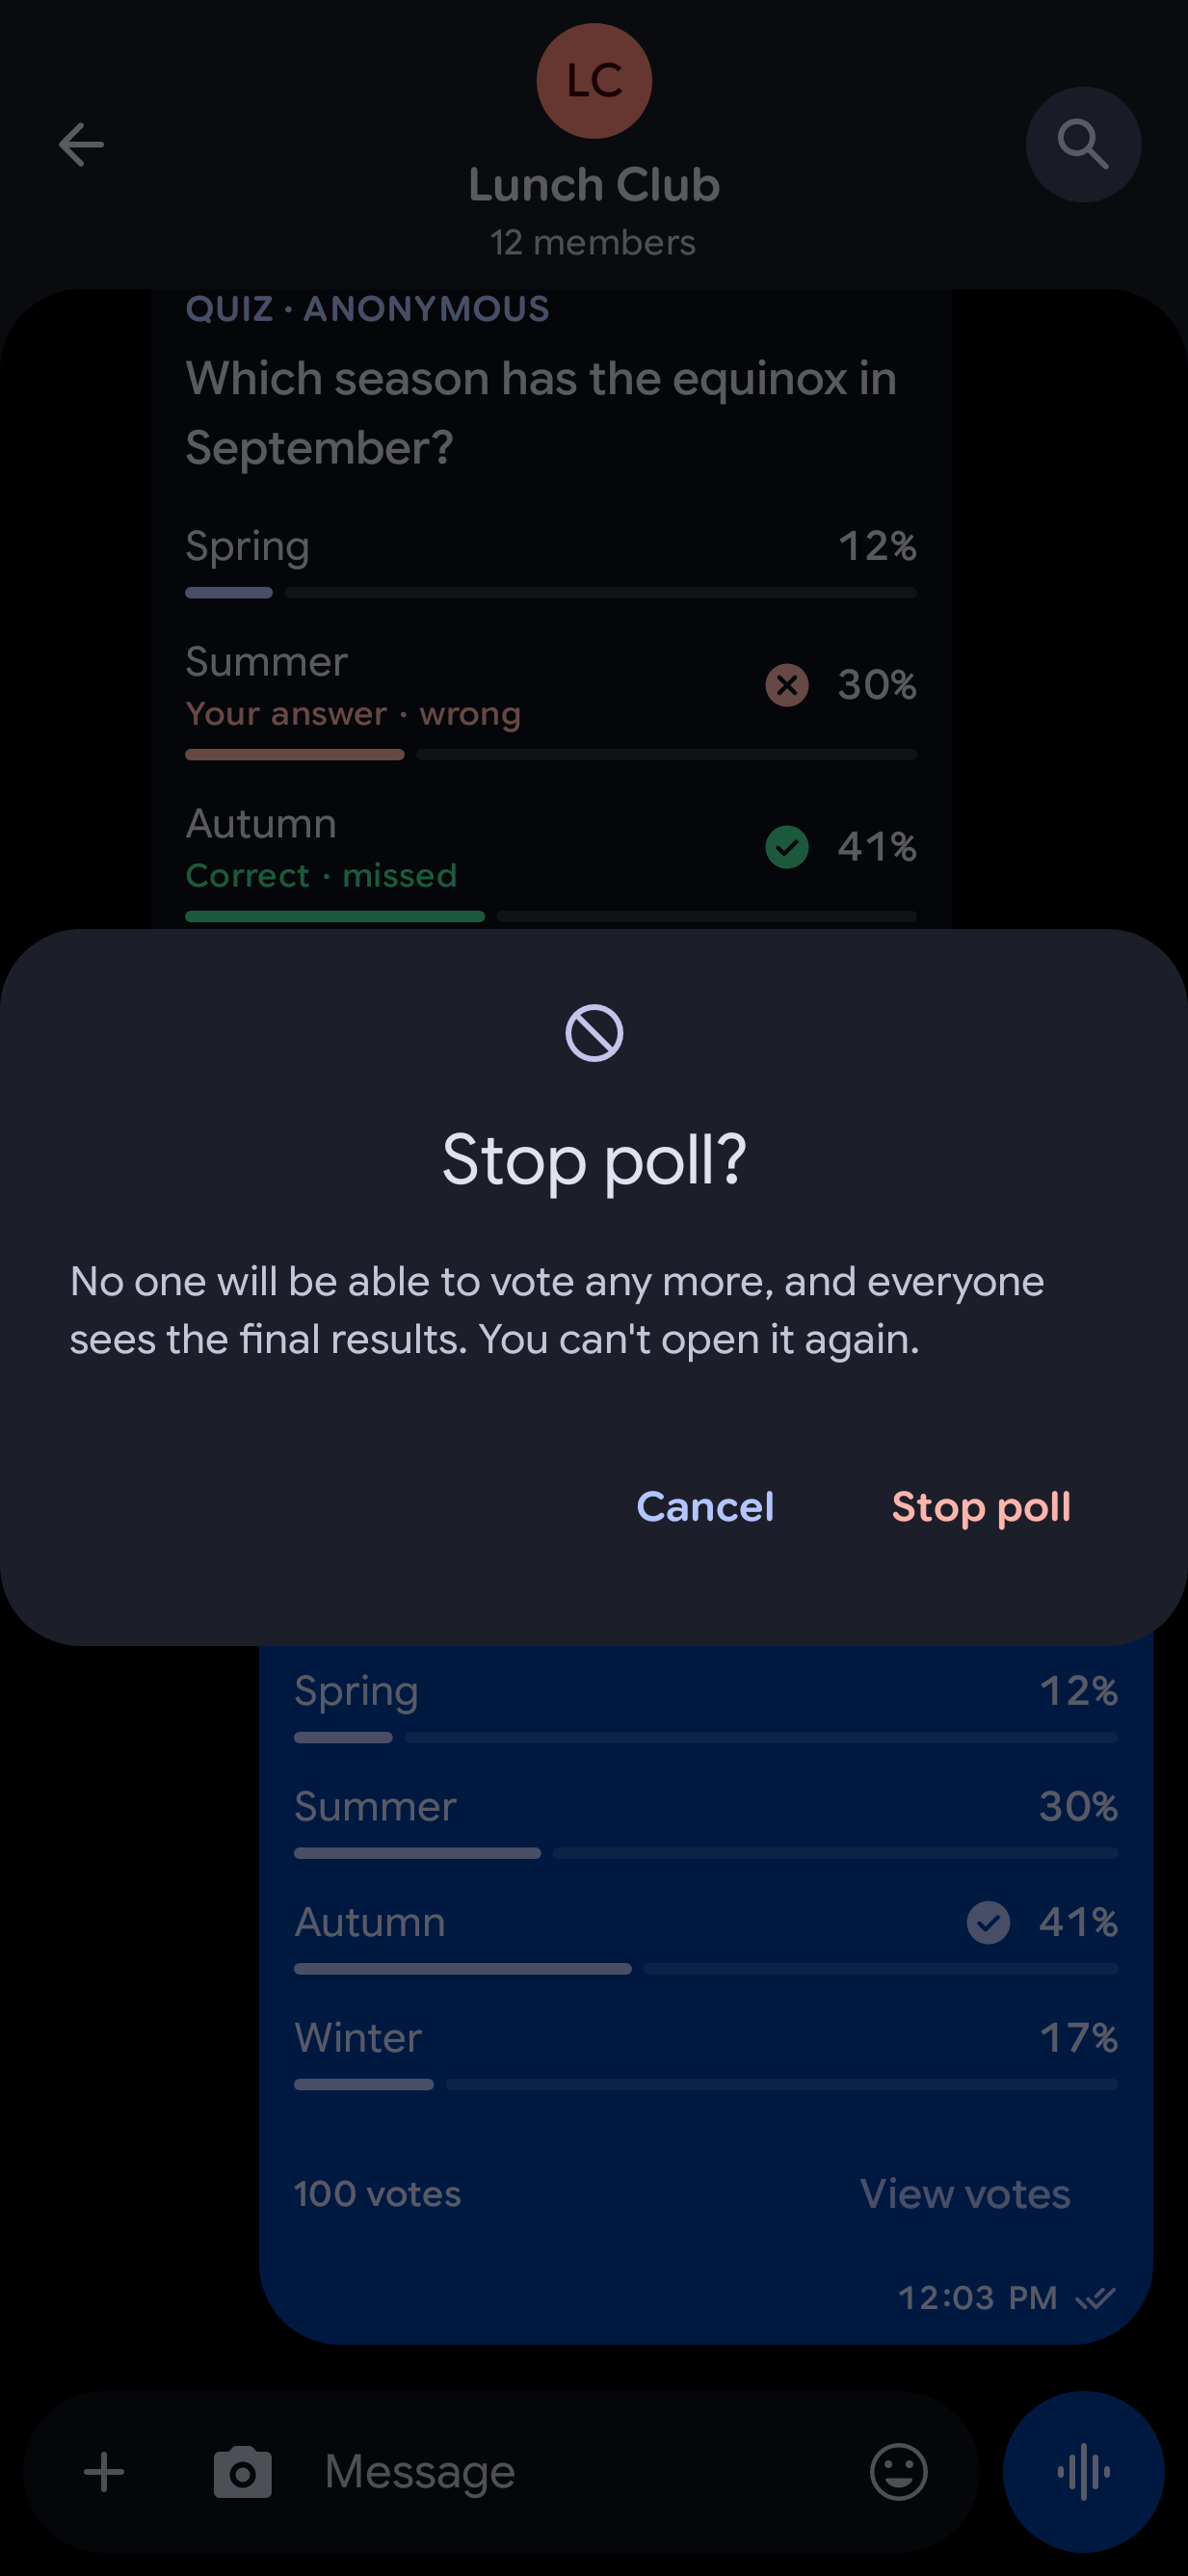 LC
Lunch Club
12 members
QUIZ · ANONYMOUS
Which season has the equinox in
September?
Spring 12%
Summer 30%
Your answer · wrong
Autumn 41%
Correct · missed
Stop poll?
No one will be able to vote any more, and everyone
sees the final results. You can't open it again.
Cancel Stop poll
Spring 12%
Summer 30%
Autumn 41%
Winter 17%
100 votes View votes
12:03 PM
Message